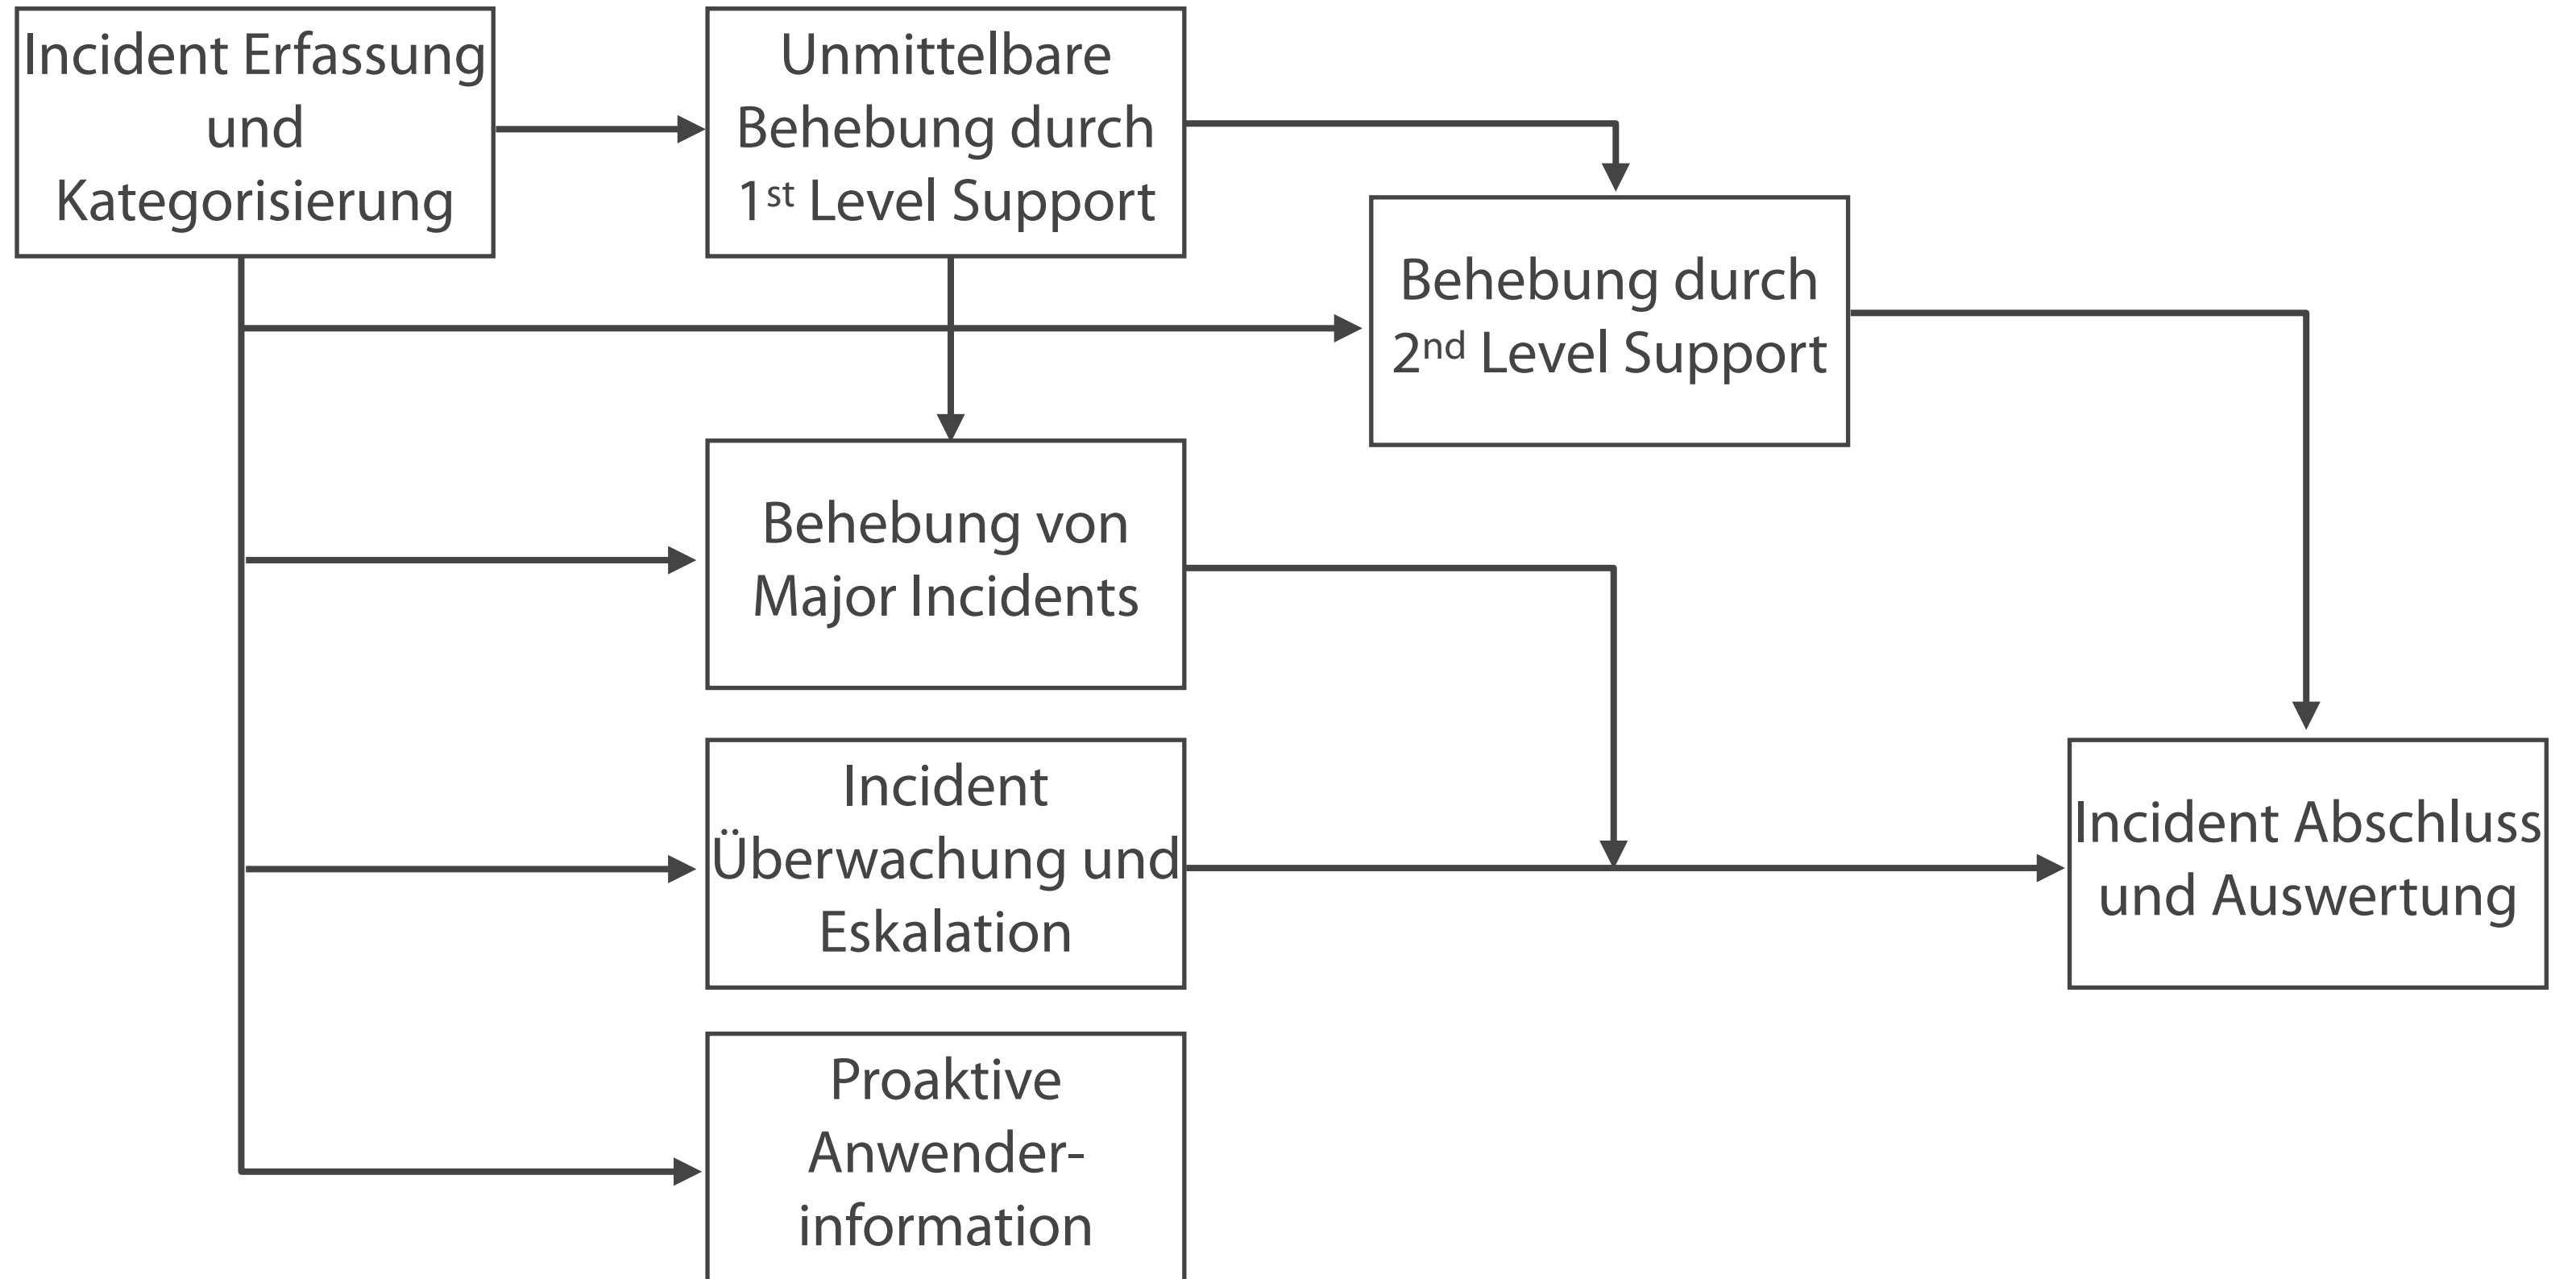 Incident Erfassung
und
Kategorisierung
Unmittelbare
Behebung durch
1st Level Support
Behebung durch
2nd Level Support
Behebung von
Major Incidents
Incident
Überwachung und
Eskalation
Incident Abschluss
und Auswertung
Proaktive
Anwender-
information